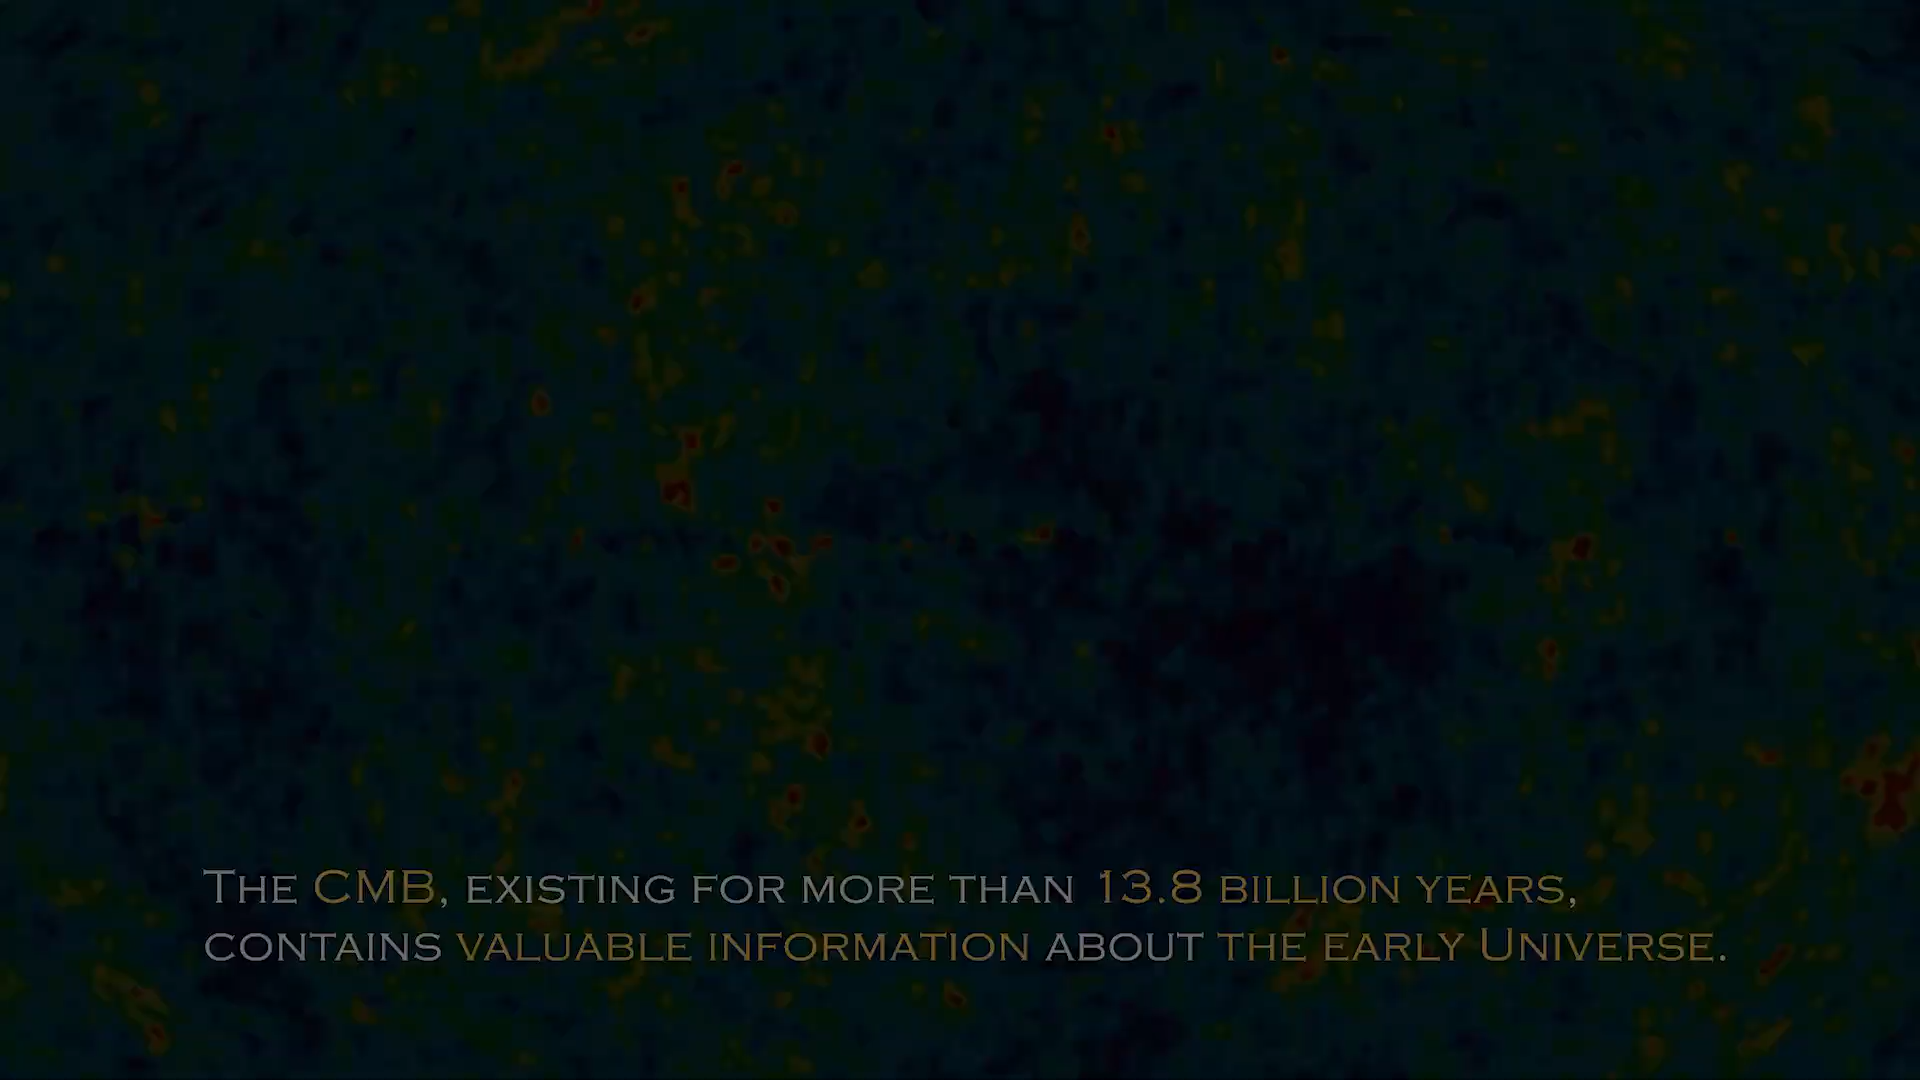 The CMB, existing for more than 13.8 billion years,
contains valuable information about the early Universe.